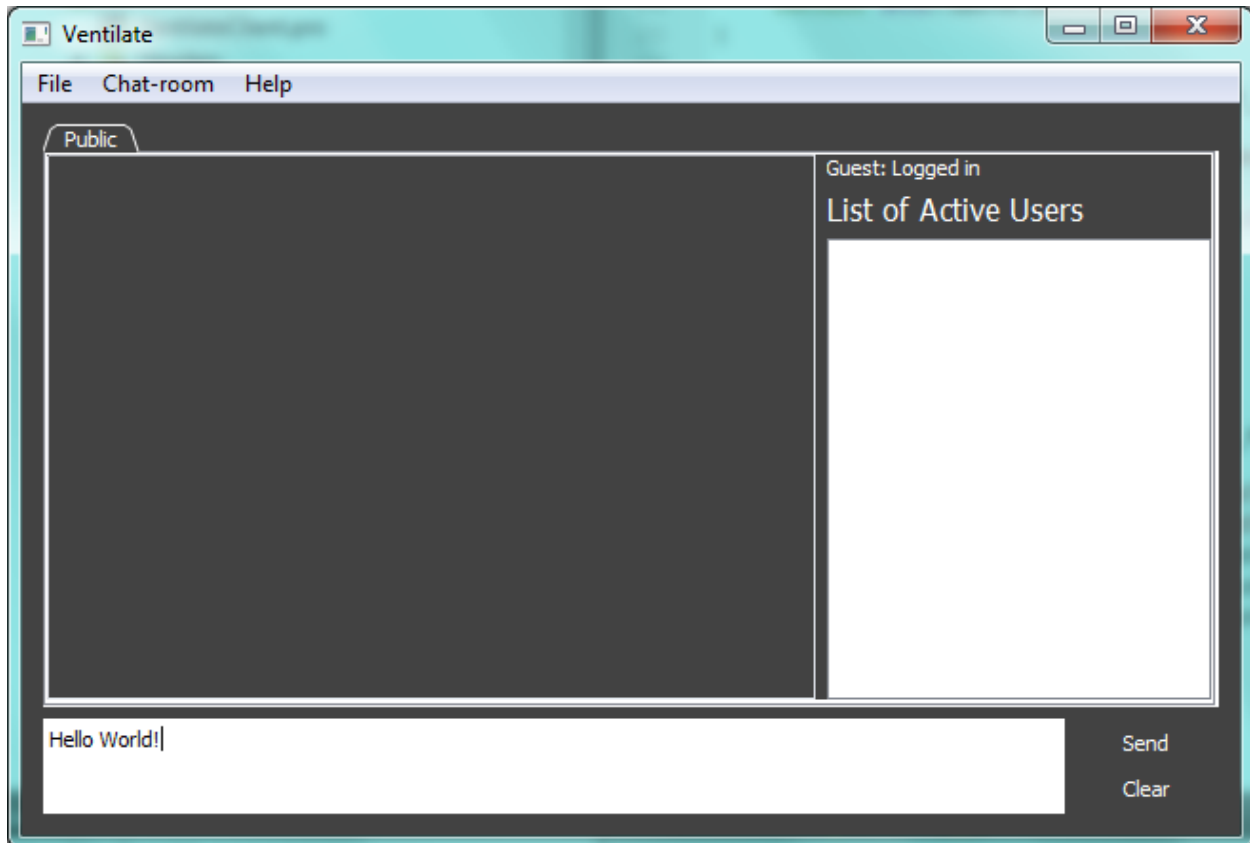 Ventilate
File Chat-room Help
Public
Guest: Logged in
List of Active Users
Hello World!
Send
Clear